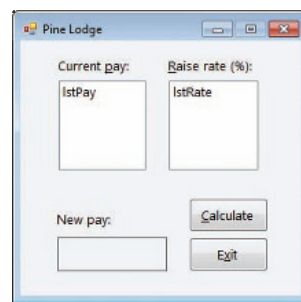 Pine Lodge
Current pay: Raise rate (%):
lstPay lstRate
New pay: Calculate
Exit